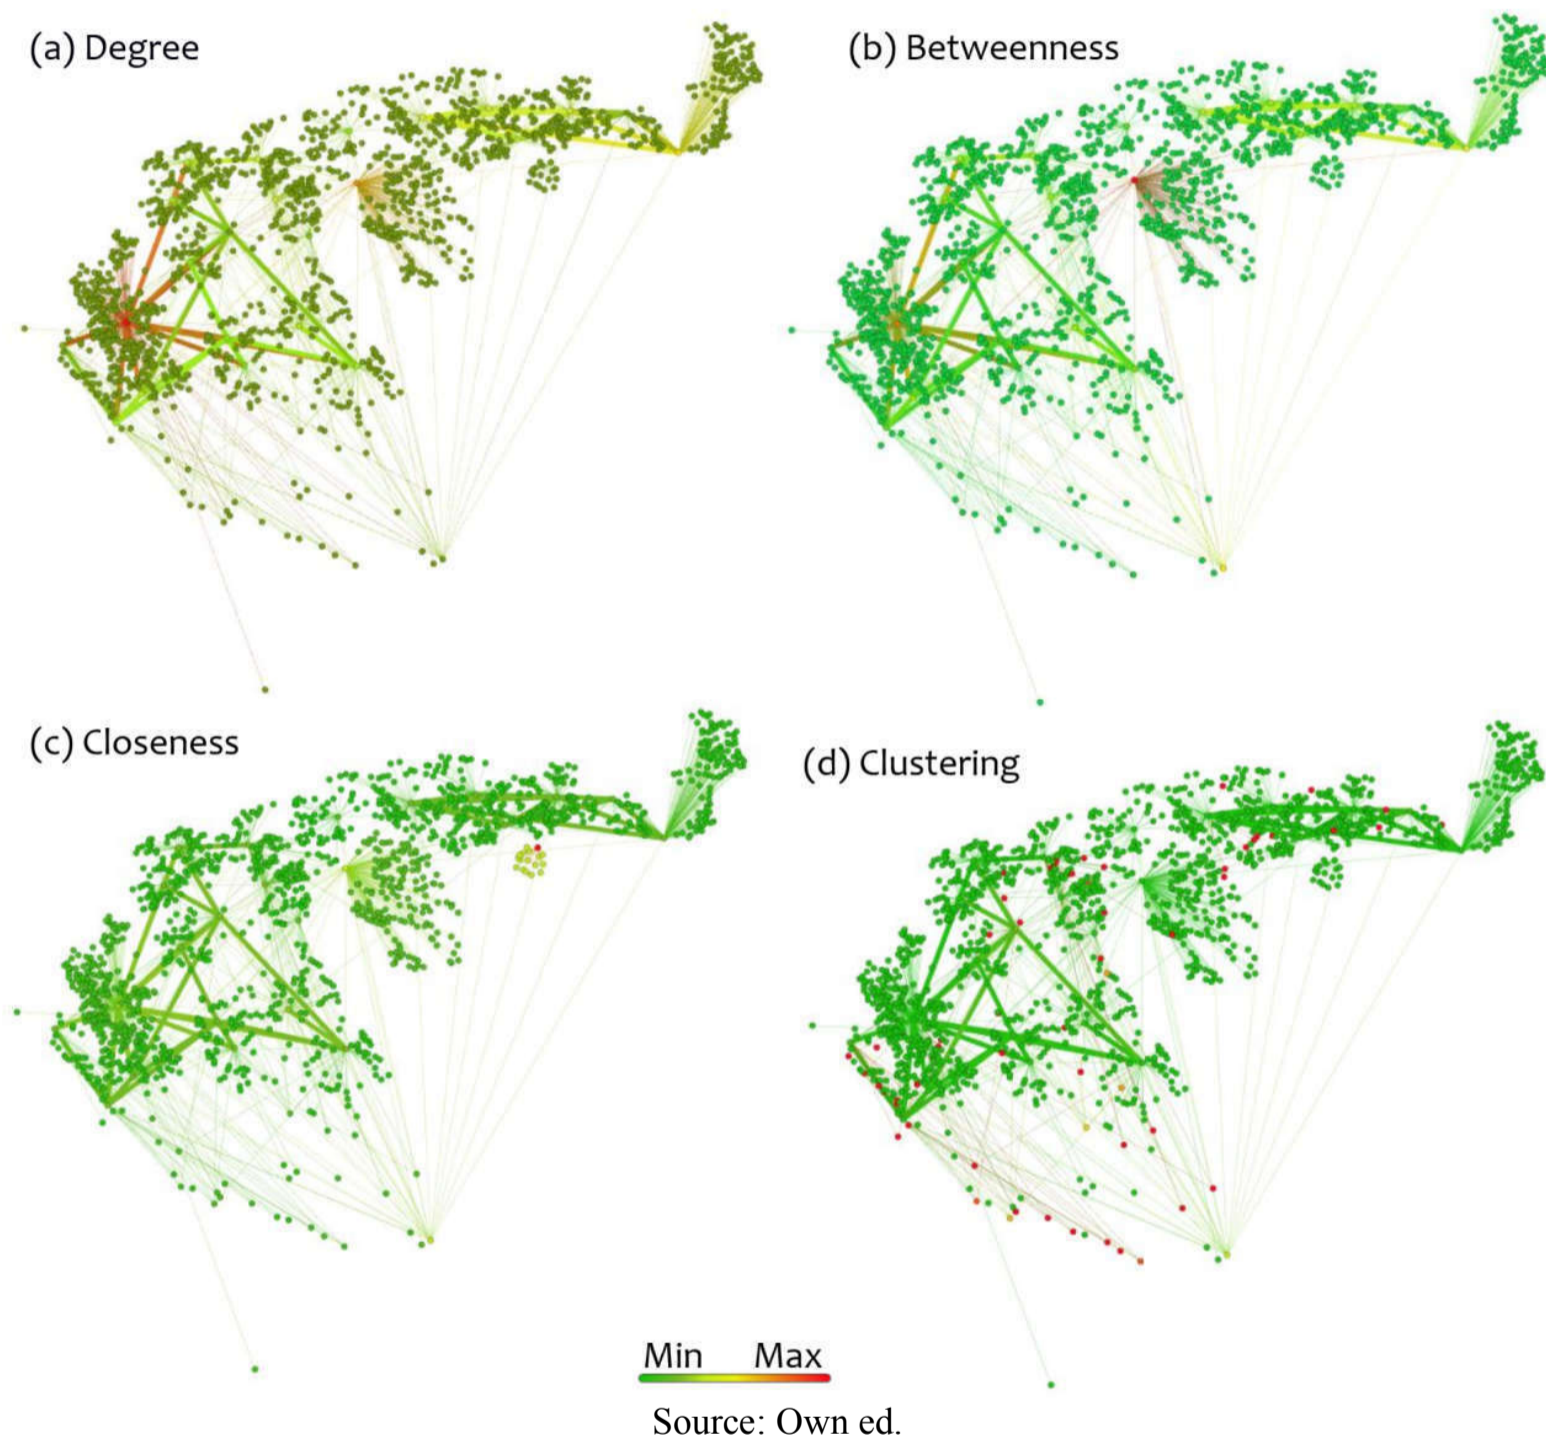 (a) Degree
(b) Betweenness
(c) Closeness
(d) Clustering
Min Max
Source: Own ed.